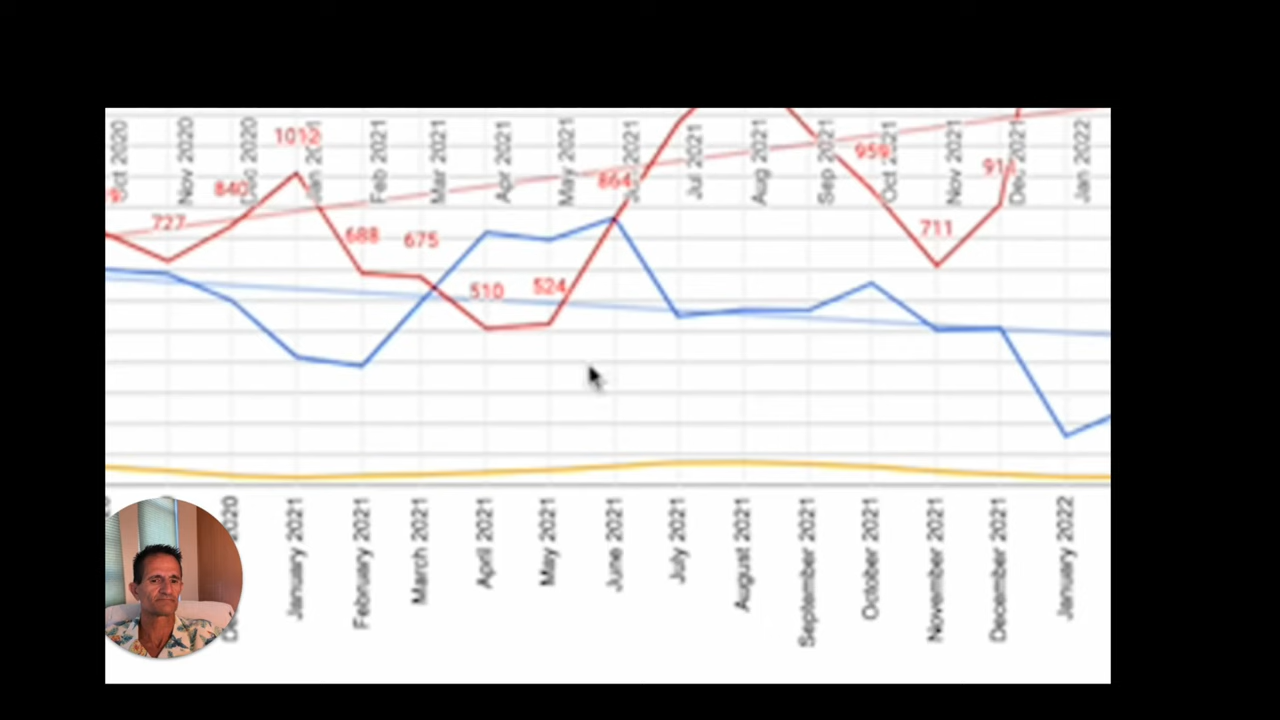 Oct 2020
Nov 2020
Dec 2020
Jan 2021
Feb 2021
Mar 2021
Apr 2021
May 2021
Jul 2021
Aug 2021
Sep 2021
Oct 2021
Nov 2021
Dec 2021
Jan 2022
727
840
1012
688
675
510
524
864
959
711
January 2021
February 2021
March 2021
April 2021
May 2021
June 2021
July 2021
August 2021
September 2021
October 2021
November 2021
December 2021
January 2022